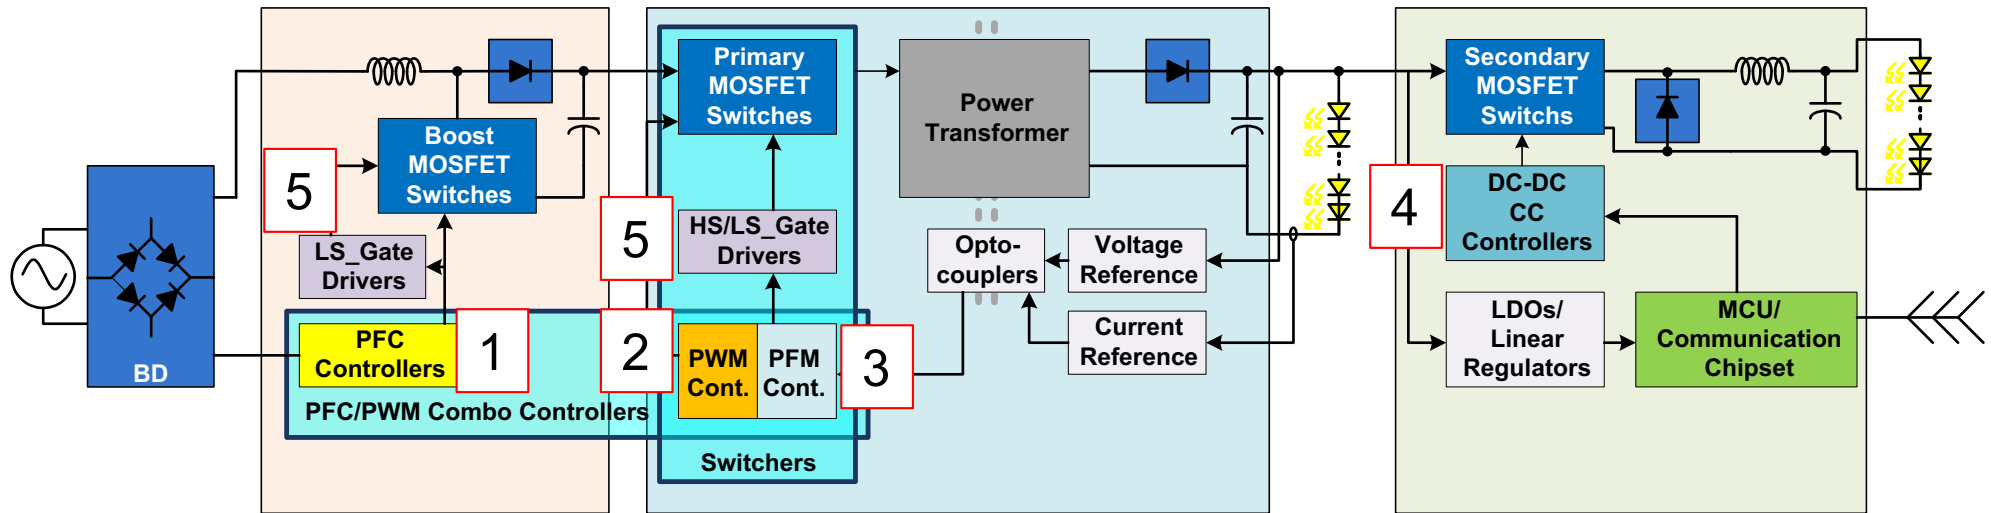 Primary
MOSFET
Switches
Power
Transformer
Secondary
MOSFET
Switchs
Boost
MOSFET
Switches
5
LS_Gate
Drivers
5
HS/LS_Gate
Drivers
Opto-
couplers
Voltage
Reference
4
DC-DC
CC
Controllers
BD
PFC
Controllers
1
2
PWM
Cont.
PFM
Cont.
3
Current
Reference
LDOs/
Linear
Regulators
MCU/
Communication
Chipset
PFC/PWM Combo Controllers
Switchers